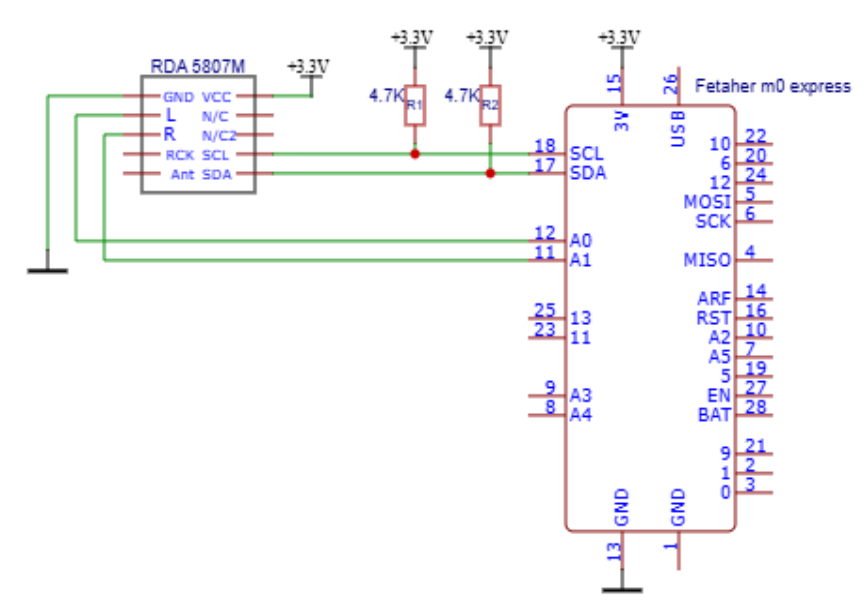 +3.3V +3.3V +3.3V
RDA 5807M +3.3V
Fetaher m0 express
4.7K R1 4.7K R2
GND VCC
L N/C
R N/C2
RCK SCL
Ant SDA
15 3V
26 USB
18 SCL
17 SDA
12 A0
11 A1
25 13
23 11
9 A3
8 A4
10 22
6 20
12 24
MOSI 5
SCK 6
MISO 4
ARF 14
RST 16
A2 10
A5 7
5 19
EN 27
BAT 28
9 21
1 2
0 3
GND 13
GND 1